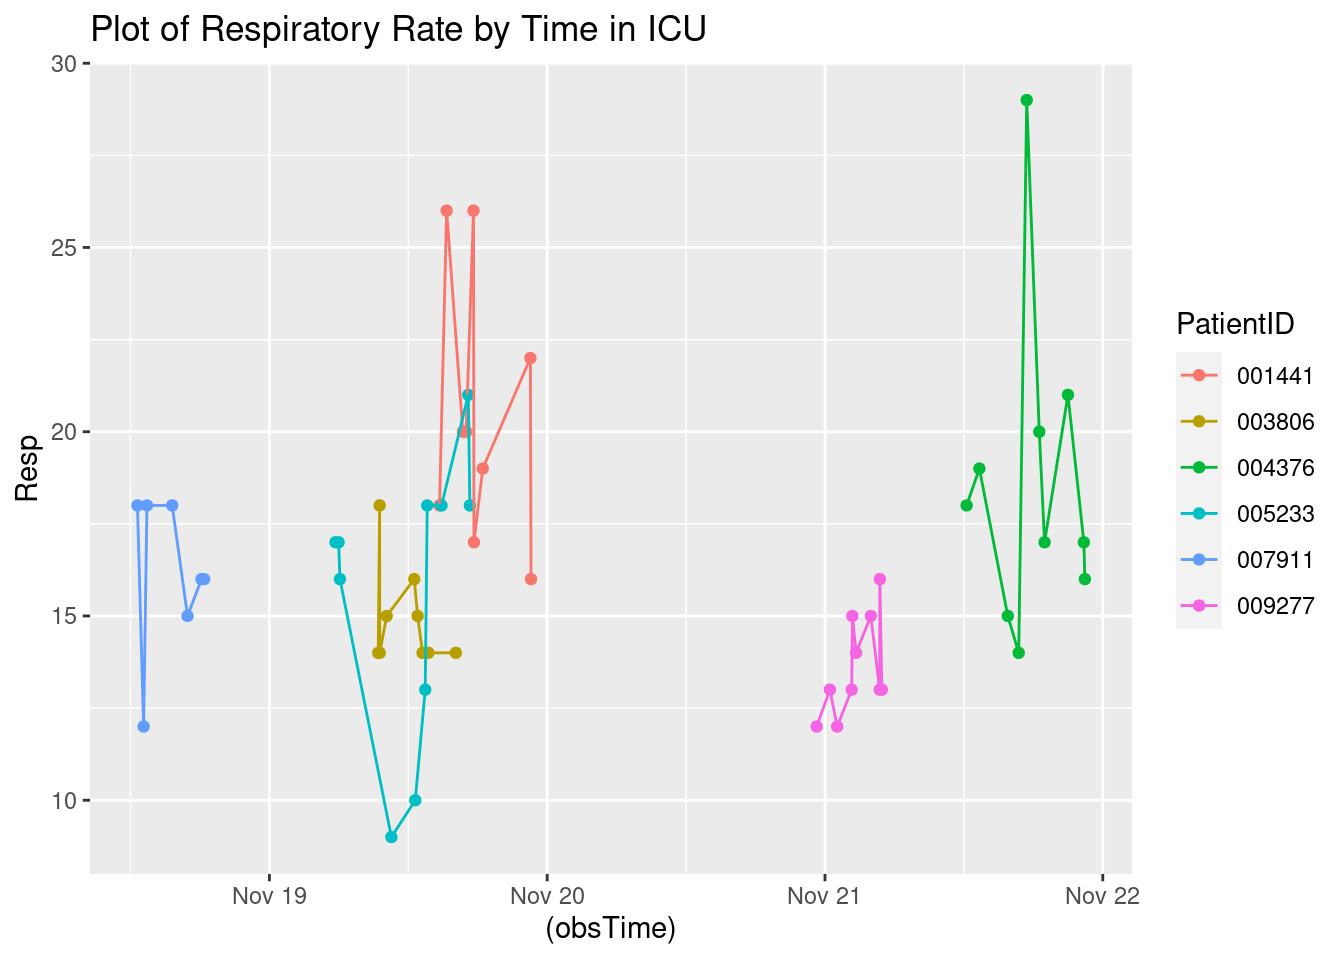 Plot of Respiratory Rate by Time in ICU
30
25
20
15
10
Resp
Nov 19
Nov 20
Nov 21
Nov 22
(obsTime)
PatientID
001441
003806
004376
005233
007911
009277